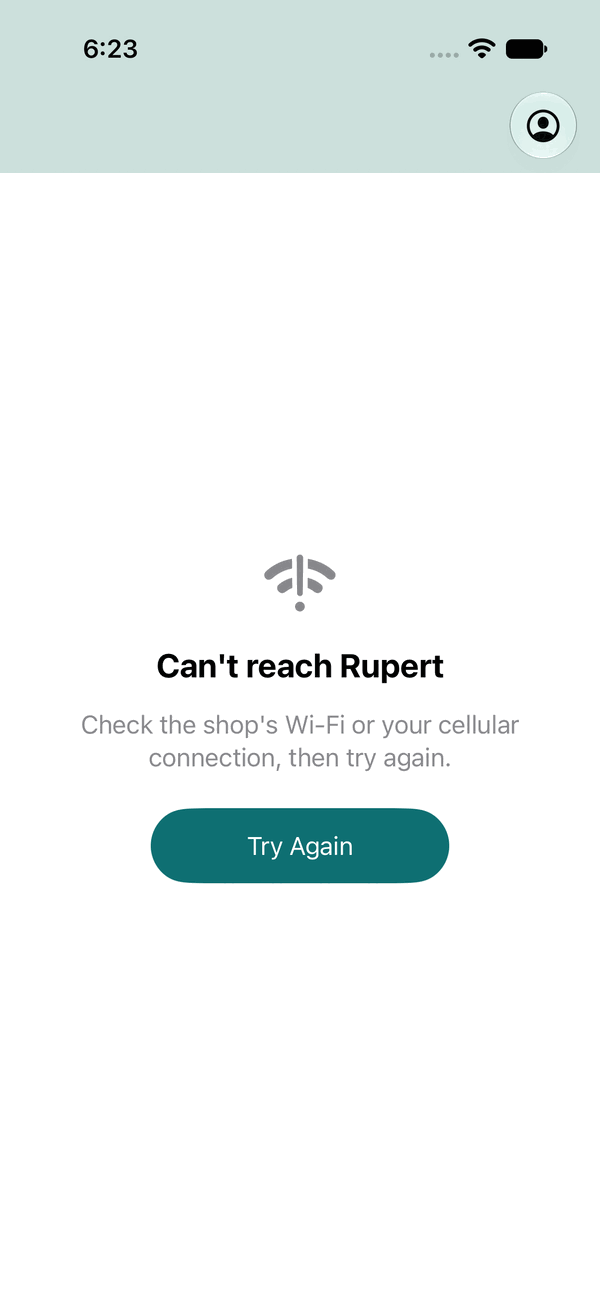 6:23
Can't reach Rupert
Check the shop's Wi-Fi or your cellular
connection, then try again.
Try Again